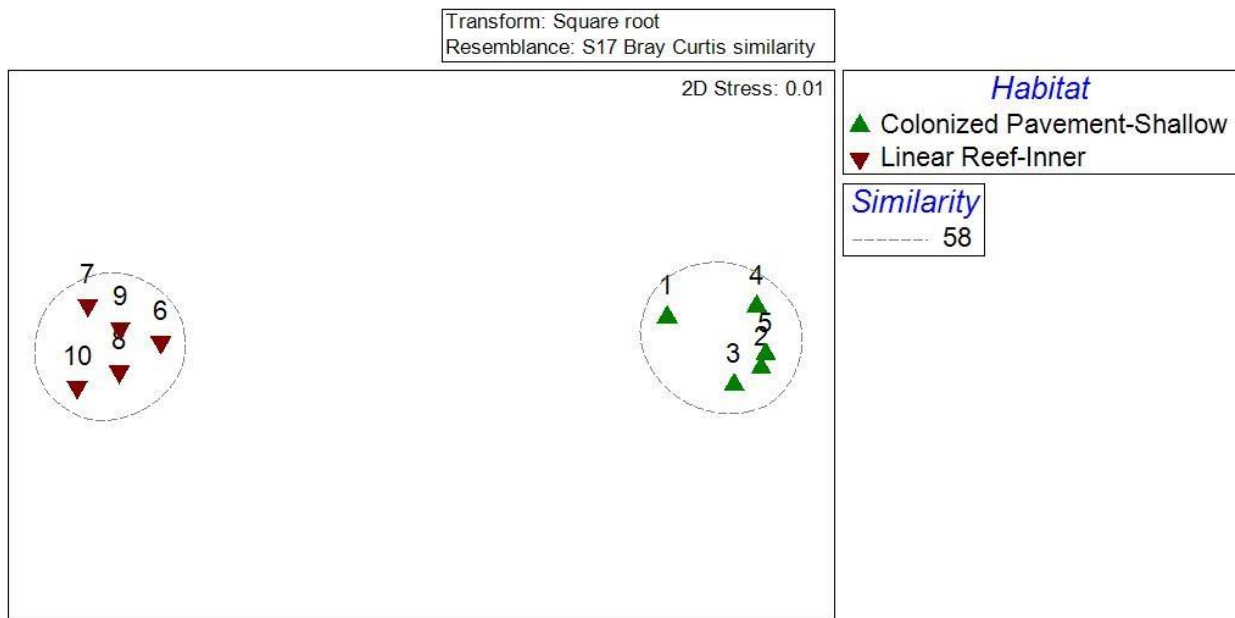 Transform: Square root
Resemblance: S17 Bray Curtis similarity
2D Stress: 0.01
Habitat
Colonized Pavement-Shallow
Linear Reef-Inner
Similarity
58
7
9
6
10
8
1
4
5
2
3